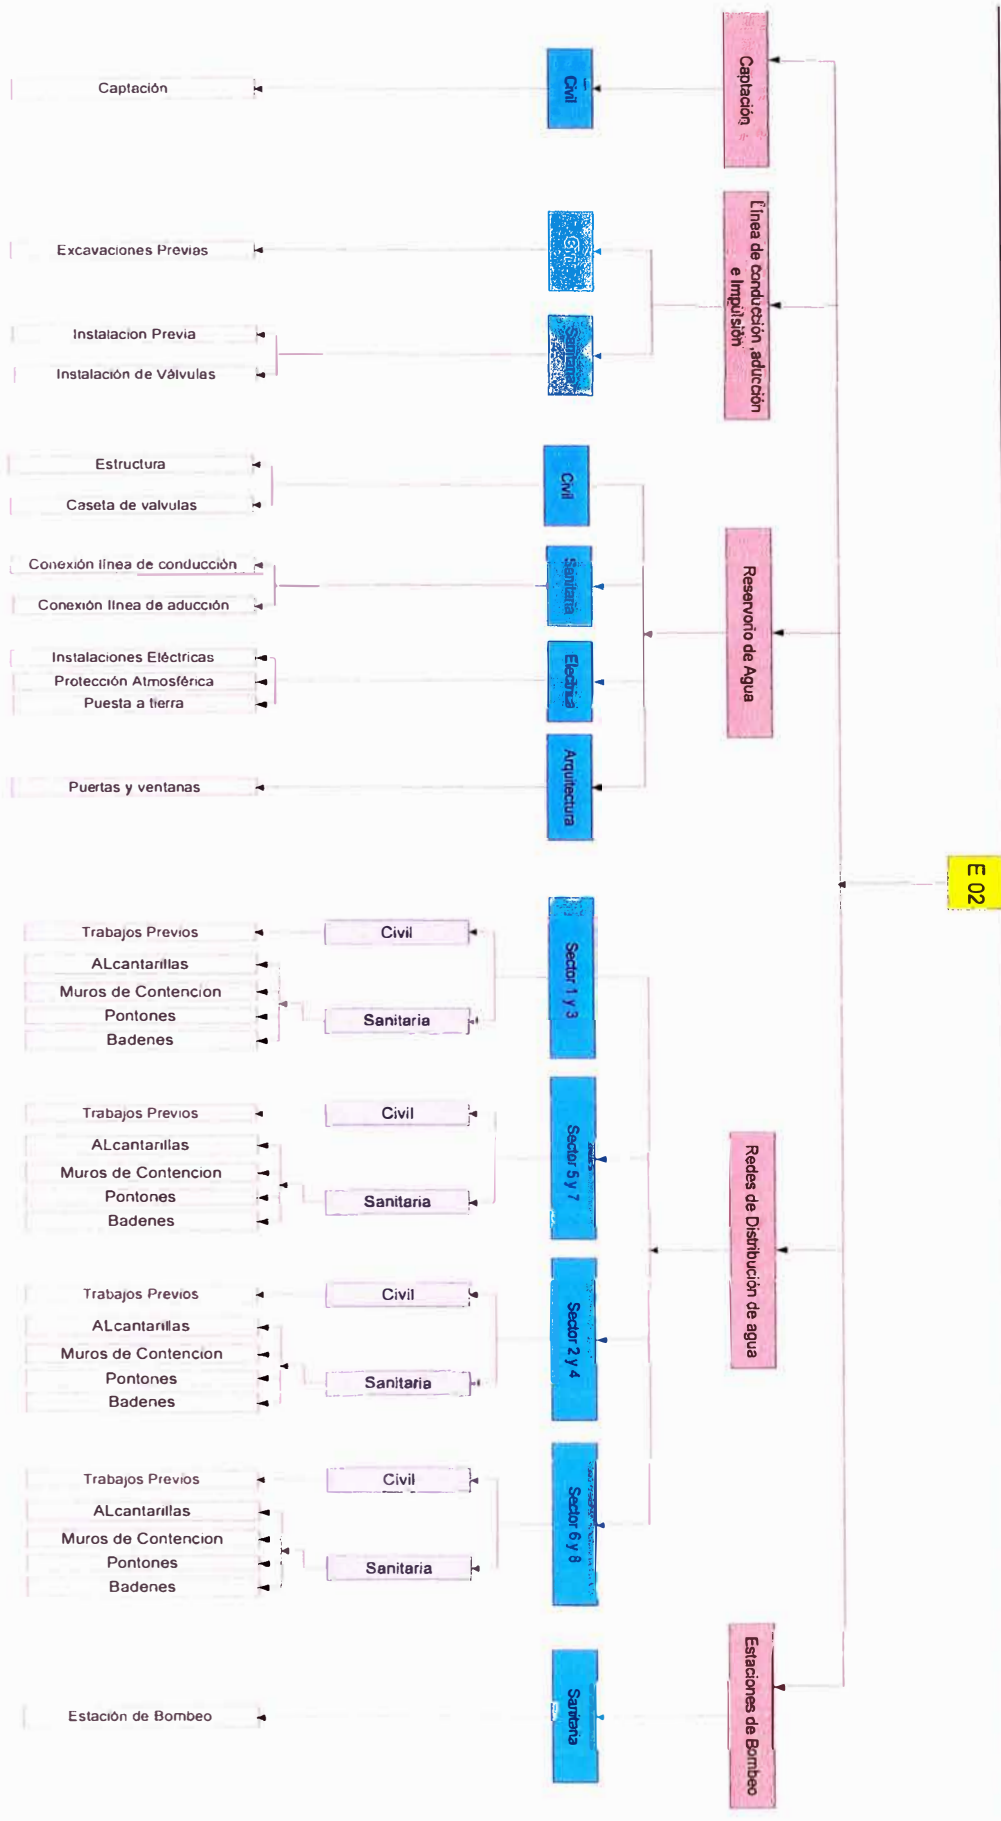 E 02
Captación
Civil
Captación
Línea de conducción ,aducción
e Impulsión
Civil
Excavaciones Previas
Sanitaria
Instalacion Previa
Instalación de Válvulas
Reservorio de Agua
Civil
Estructura
Caseta de valvulas
Sanitaria
Conexión línea de conducción
Conexión línea de aducción
Electrica
Instalaciones Eléctricas
Protección Atmosférica
Puesta a tierra
Arquitectura
Puertas y ventanas
Redes de Distribución de agua
Sector 1 y 3
Civil
Trabajos Previos
Sanitaria
ALcantarillas
Muros de Contencion
Pontones
Badenes
Sector 5 y 7
Civil
Trabajos Previos
Sanitaria
ALcantarillas
Muros de Contencion
Pontones
Badenes
Sector 2 y 4
Civil
Trabajos Previos
Sanitaria
ALcantarillas
Muros de Contencion
Pontones
Badenes
Sector 6 y 8
Civil
Trabajos Previos
Sanitaria
ALcantarillas
Muros de Contencion
Pontones
Badenes
Estaciones de Bombeo
Sanitaria
Estación de Bombeo